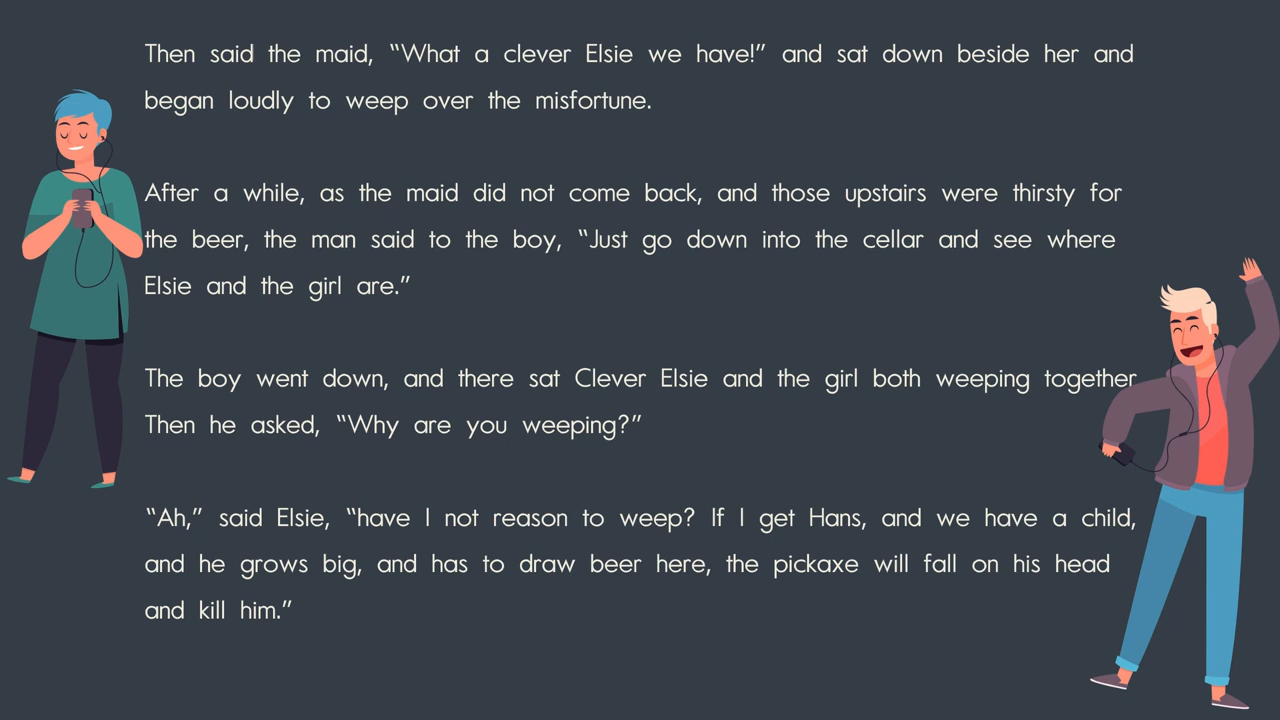 Then said the maid, “What a clever Elsie we have!” and sat down beside her and
began loudly to weep over the misfortune.
After a while, as the maid did not come back, and those upstairs were thirsty for
the beer, the man said to the boy, “Just go down into the cellar and see where
Elsie and the girl are.”
The boy went down, and there sat Clever Elsie and the girl both weeping together
Then he asked, “Why are you weeping?”
“Ah,” said Elsie, “have I not reason to weep? If I get Hans, and we have a child,
and he grows big, and has to draw beer here, the pickaxe will fall on his head
and kill him.”